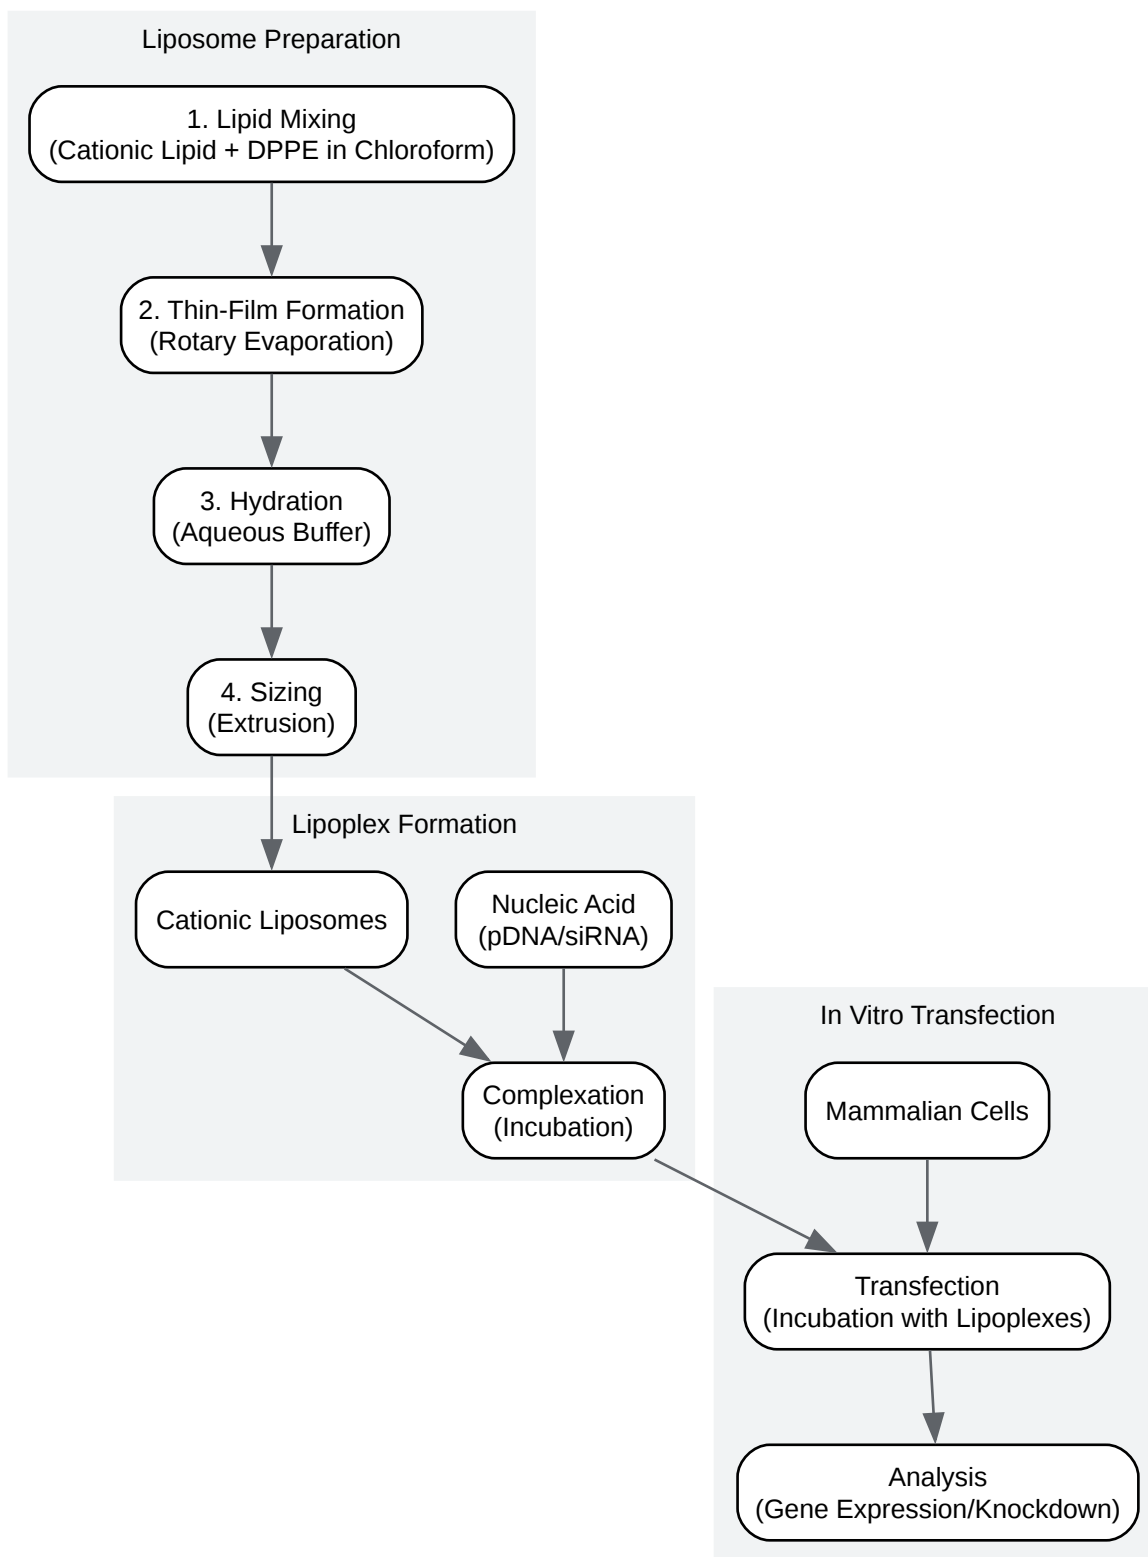 Liposome Preparation
1. Lipid Mixing
(Cationic Lipid + DPPE in Chloroform)
2. Thin-Film Formation
(Rotary Evaporation)
3. Hydration
(Aqueous Buffer)
4. Sizing
(Extrusion)
Lipoplex Formation
Cationic Liposomes
Nucleic Acid
(pDNA/siRNA)
Complexation
(Incubation)
In Vitro Transfection
Mammalian Cells
Transfection
(Incubation with Lipoplexes)
Analysis
(Gene Expression/Knockdown)